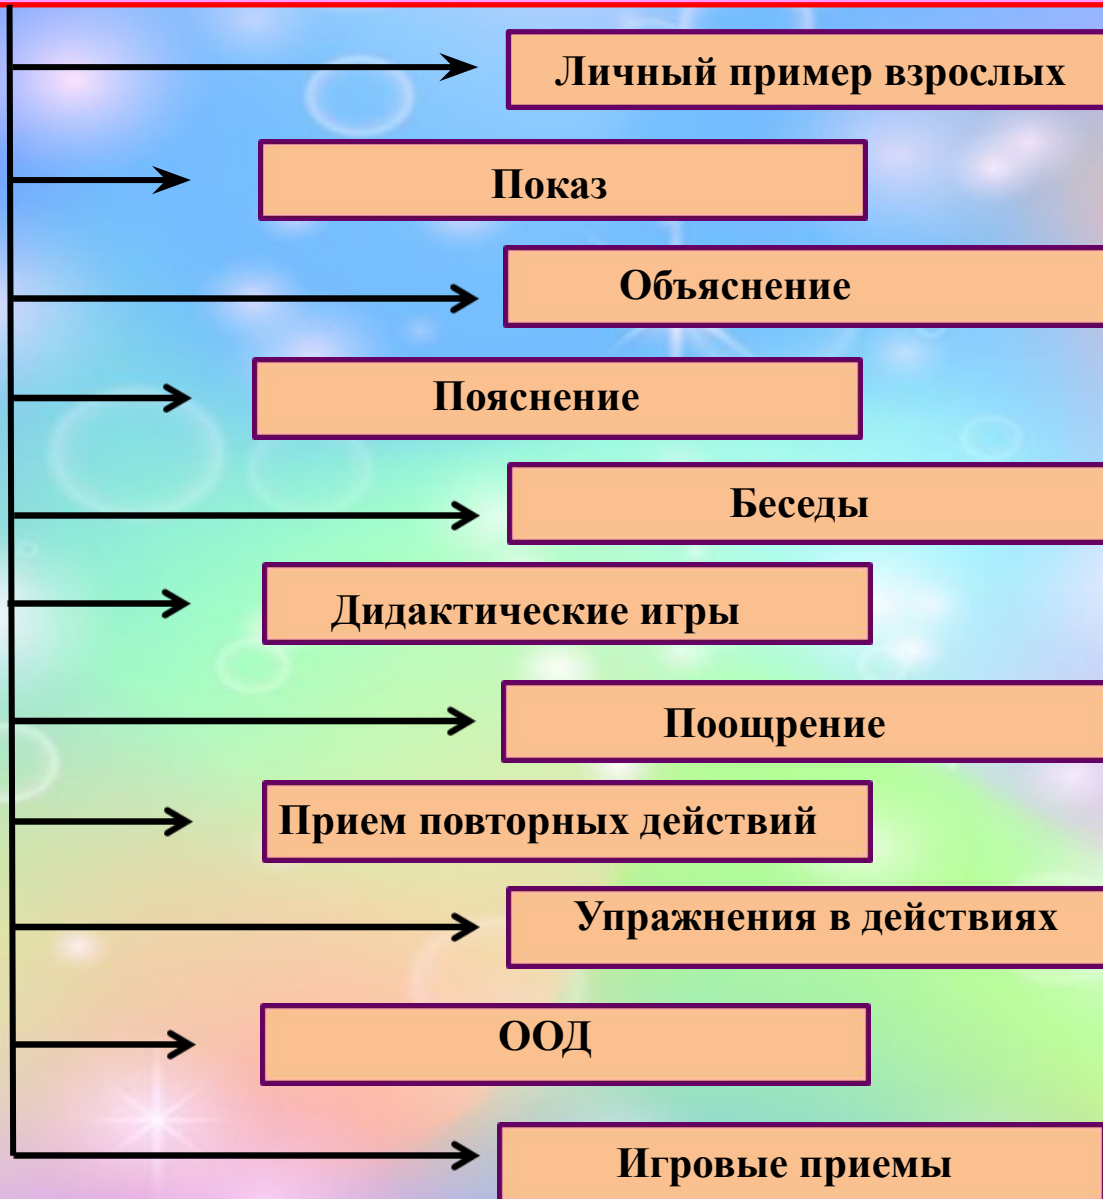 Личный пример взрослых
Показ
Объяснение
Пояснение
Беседы
Дидактические игры
Поощрение
Прием повторных действий
Упражнения в действиях
ООД
Игровые приемы